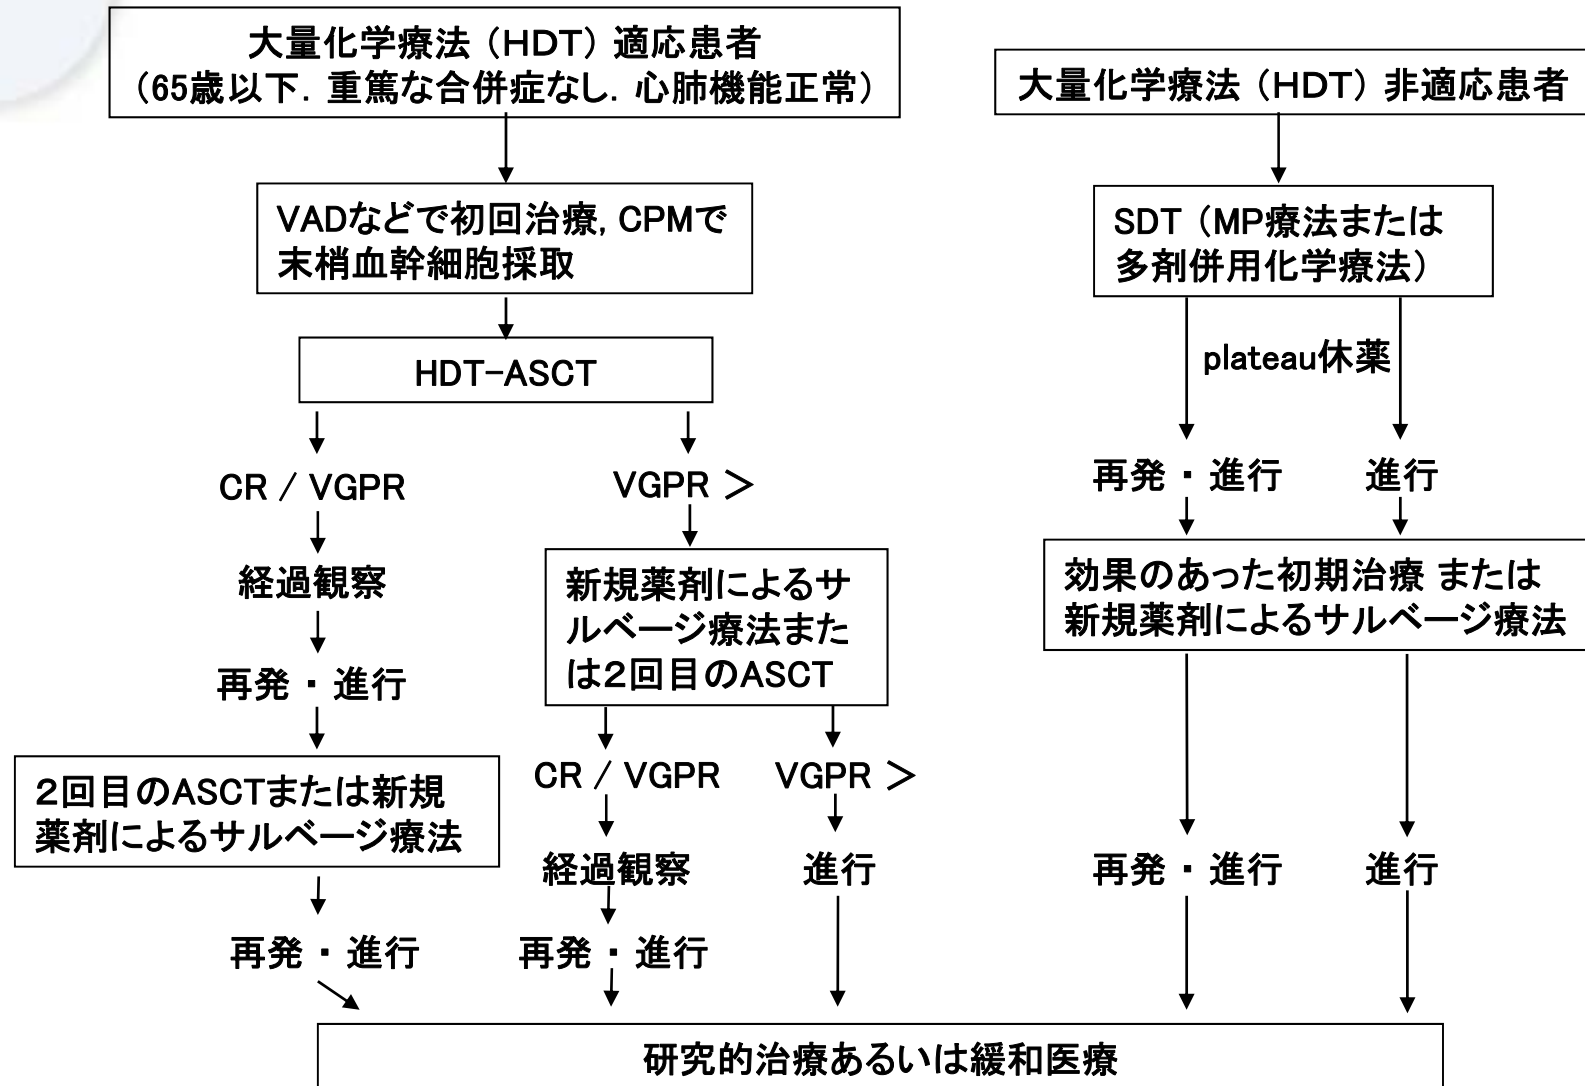 大量化学療法（HDT）適応患者
（65歳以下．重篤な合併症なし．心肺機能正常）
VADなどで初回治療, CPMで
末梢血幹細胞採取
HDT-ASCT
CR / VGPR
経過観察
再発・進行
2回目のASCTまたは新規
薬剤によるサルベージ療法
再発・進行
VGPR ＞
新規薬剤によるサ
ルベージ療法また
は2回目のASCT
CR / VGPR
経過観察
再発・進行
VGPR ＞
進行
大量化学療法（HDT）非適応患者
SDT（MP療法または
多剤併用化学療法）
plateau休薬
再発・進行
進行
効果のあった初期治療 または
新規薬剤によるサルベージ療法
再発・進行
進行
研究的治療あるいは緩和医療